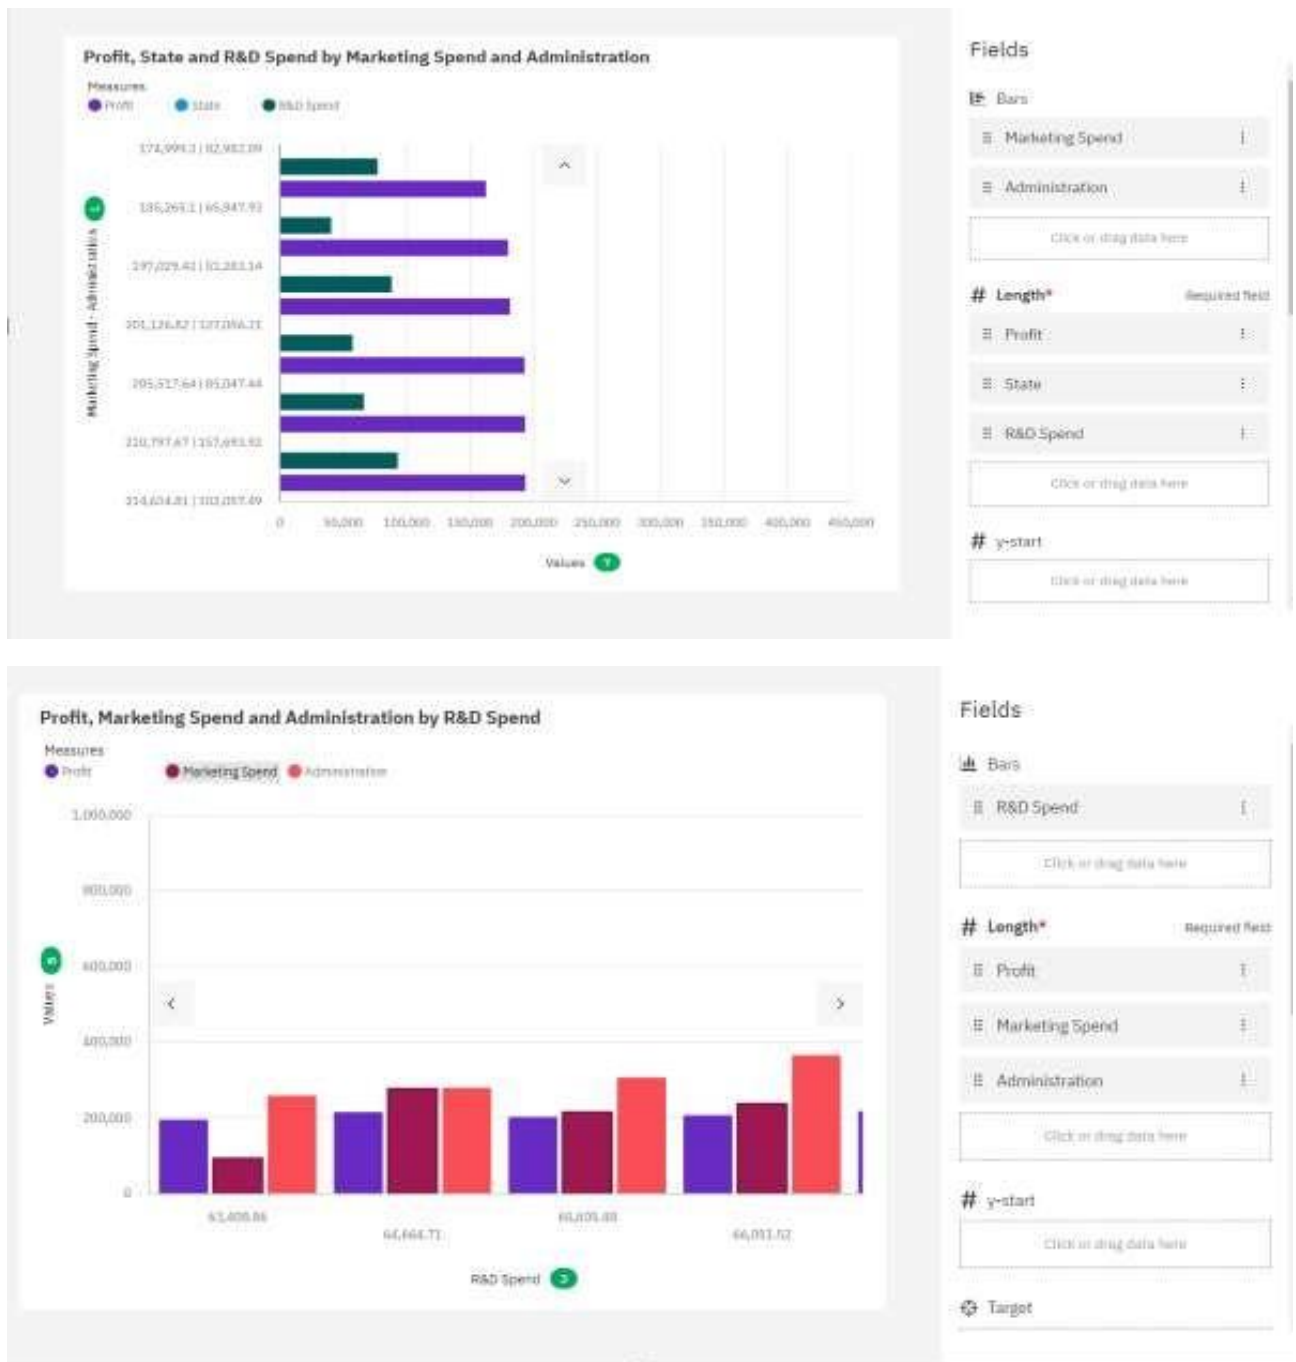 Profit, State and R&D Spend by Marketing Spend and Administration
Measures
Profit State R&D Spend
Marketing Spend - Administration
0 50,000 100,000 150,000 200,000 250,000 300,000 350,000 400,000 450,000
Values 7
Fields
Bars
Marketing Spend
Administration
Click or drag data here
# Length* Required field
Profit
State
R&D Spend
Click or drag data here
# y-start
Click or drag data here
Profit, Marketing Spend and Administration by R&D Spend
Measures
Profit Marketing Spend Administration
1,000,000
800,000
600,000
400,000
200,000
0
Values 5
R&D Spend 3
Fields
Bars
R&D Spend
Click or drag data here
# Length* Required field
Profit
Marketing Spend
Administration
Click or drag data here
# y-start
Click or drag data here
Target